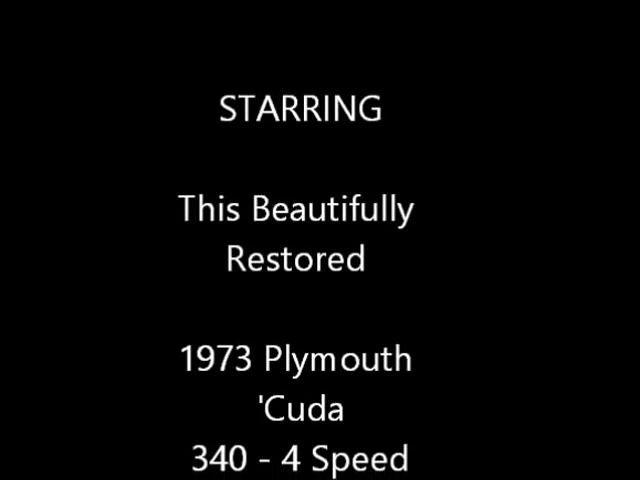 STARRING
This Beautifully
Restored
1973 Plymouth
'Cuda
340 - 4 Speed